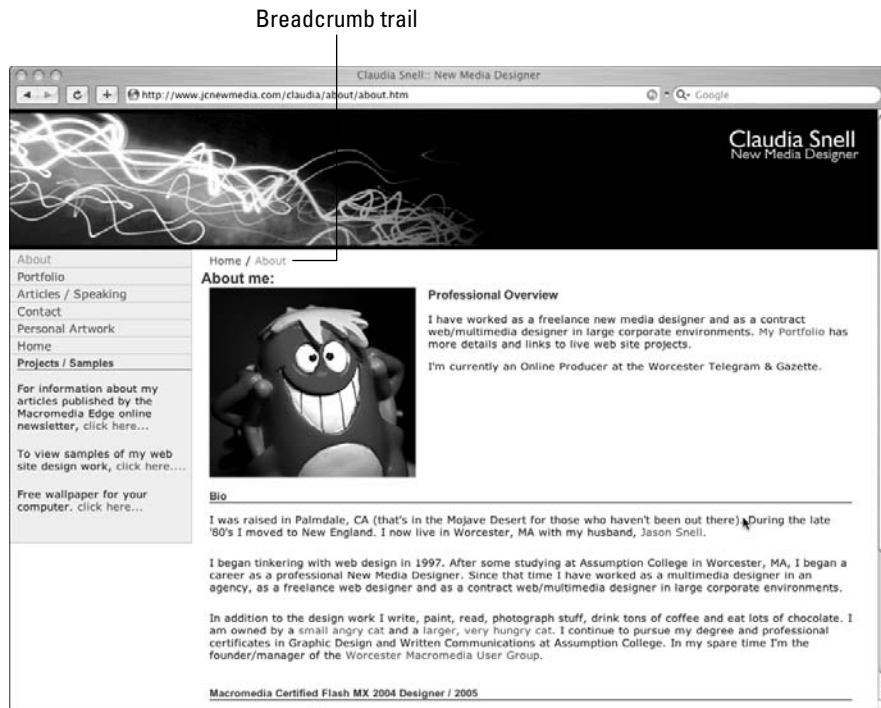 Breadcrumb trail
Claudia Snell:: New Media Designer
http://www.jcnewmedia.com/claudia/about/about.htm
Google
Claudia Snell
New Media Designer
About
Portfolio
Articles / Speaking
Contact
Personal Artwork
Home
Projects / Samples
For information about my
articles published by the
Macromedia Edge online
newsletter, click here...
To view samples of my web
site design work, click here....
Free wallpaper for your
computer. click here...
Home / About
About me:
Professional Overview
I have worked as a freelance new media designer and as a contract
web/multimedia designer in large corporate environments. My Portfolio has
more details and links to live web site projects.
I'm currently an Online Producer at the Worcester Telegram & Gazette.
Bio
I was raised in Palmdale, CA (that's in the Mojave Desert for those who haven't been out there). During the late
'80's I moved to New England. I now live in Worcester, MA with my husband, Jason Snell.
I began tinkering with web design in 1997. After some studying at Assumption College in Worcester, MA, I began a
career as a professional New Media Designer. Since that time I have worked as a multimedia designer in an
agency, as a freelance web designer and as a contract web/multimedia designer in large corporate environments.
In addition to the design work I write, paint, read, photograph stuff, drink tons of coffee and eat lots of chocolate. I
am owned by a small angry cat and a larger, very hungry cat. I continue to pursue my degree and professional
certificates in Graphic Design and Written Communications at Assumption College. In my spare time I'm the
founder/manager of the Worcester Macromedia User Group.
Macromedia Certified Flash MX 2004 Designer / 2005